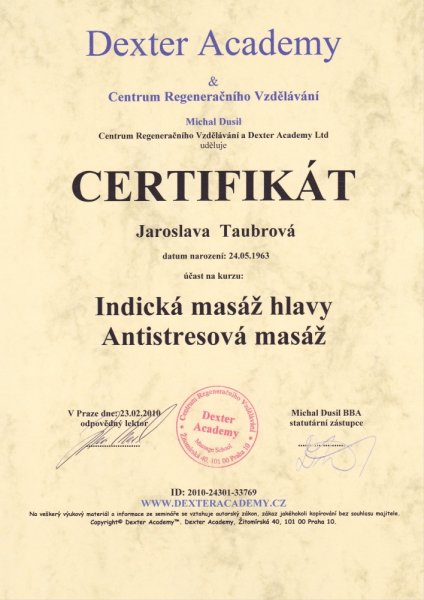 Dexter Academy
&
Centrum Regeneračního Vzdělávání
Michal Dusil
Centrum Regeneračního Vzdělávání a Dexter Academy Ltd
uděluje
CERTIFIKÁT
Jaroslava Taubrová
datum narození: 24.05.1963
účast na kurzu:
Indická masáž hlavy
Antistresová masáž
V Praze dne: 23.02.2010
odpovědný lektor
Centrum Regeneračního Vzdělávání
Dexter
Academy
Massage School
Žitomírská 40, 101 00 Praha 10
Michal Dusil BBA
statutární zástupce
ID: 2010-24301-33769
WWW.DEXTERACADEMY.CZ
Na veškerý výukový materiál a informace ze semináře se vztahuje autorský zákon, zákaz jakéhokoli kopírování bez souhlasu majitele.
Copyright© Dexter Academy™. Dexter Academy, Žitomírská 40, 101 00 Praha 10.